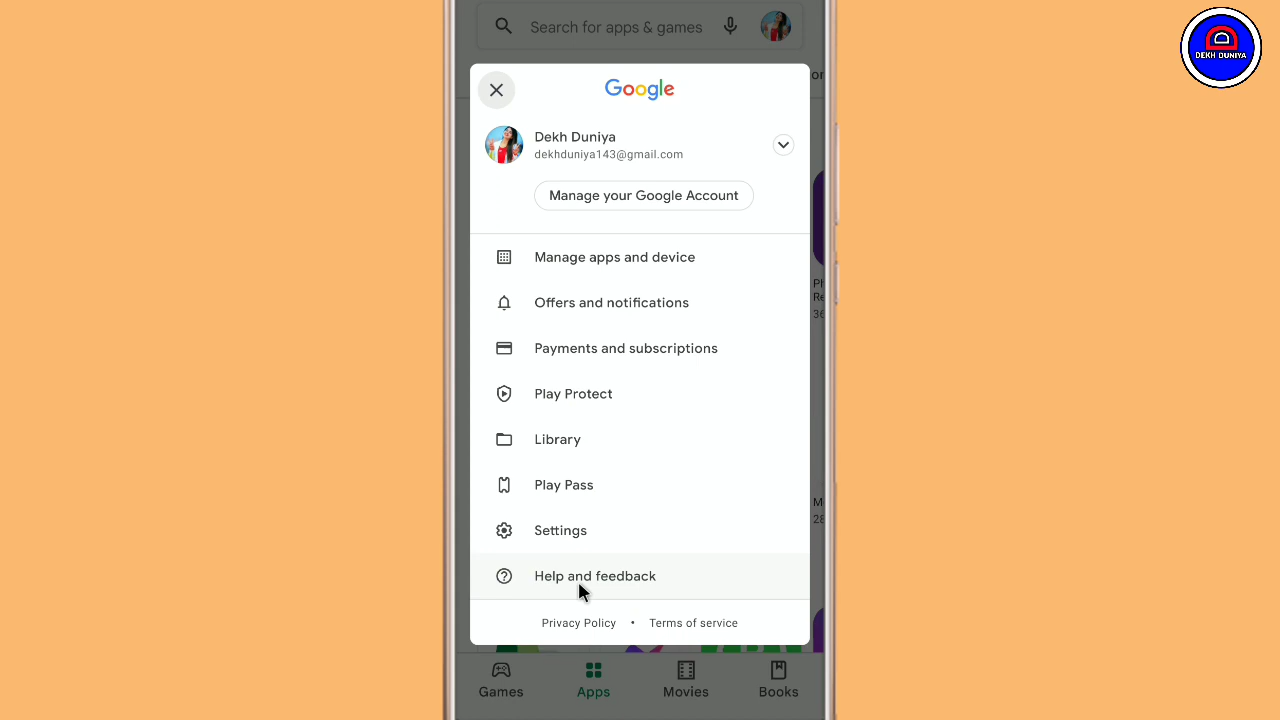 Search for apps & games
DEKH DUNIYA
Google
Dekh Duniya
dekhduniya143@gmail.com
Manage your Google Account
Manage apps and device
Offers and notifications
Payments and subscriptions
Play Protect
Library
Play Pass
Settings
Help and feedback
Privacy Policy • Terms of service
Games Apps Movies Books